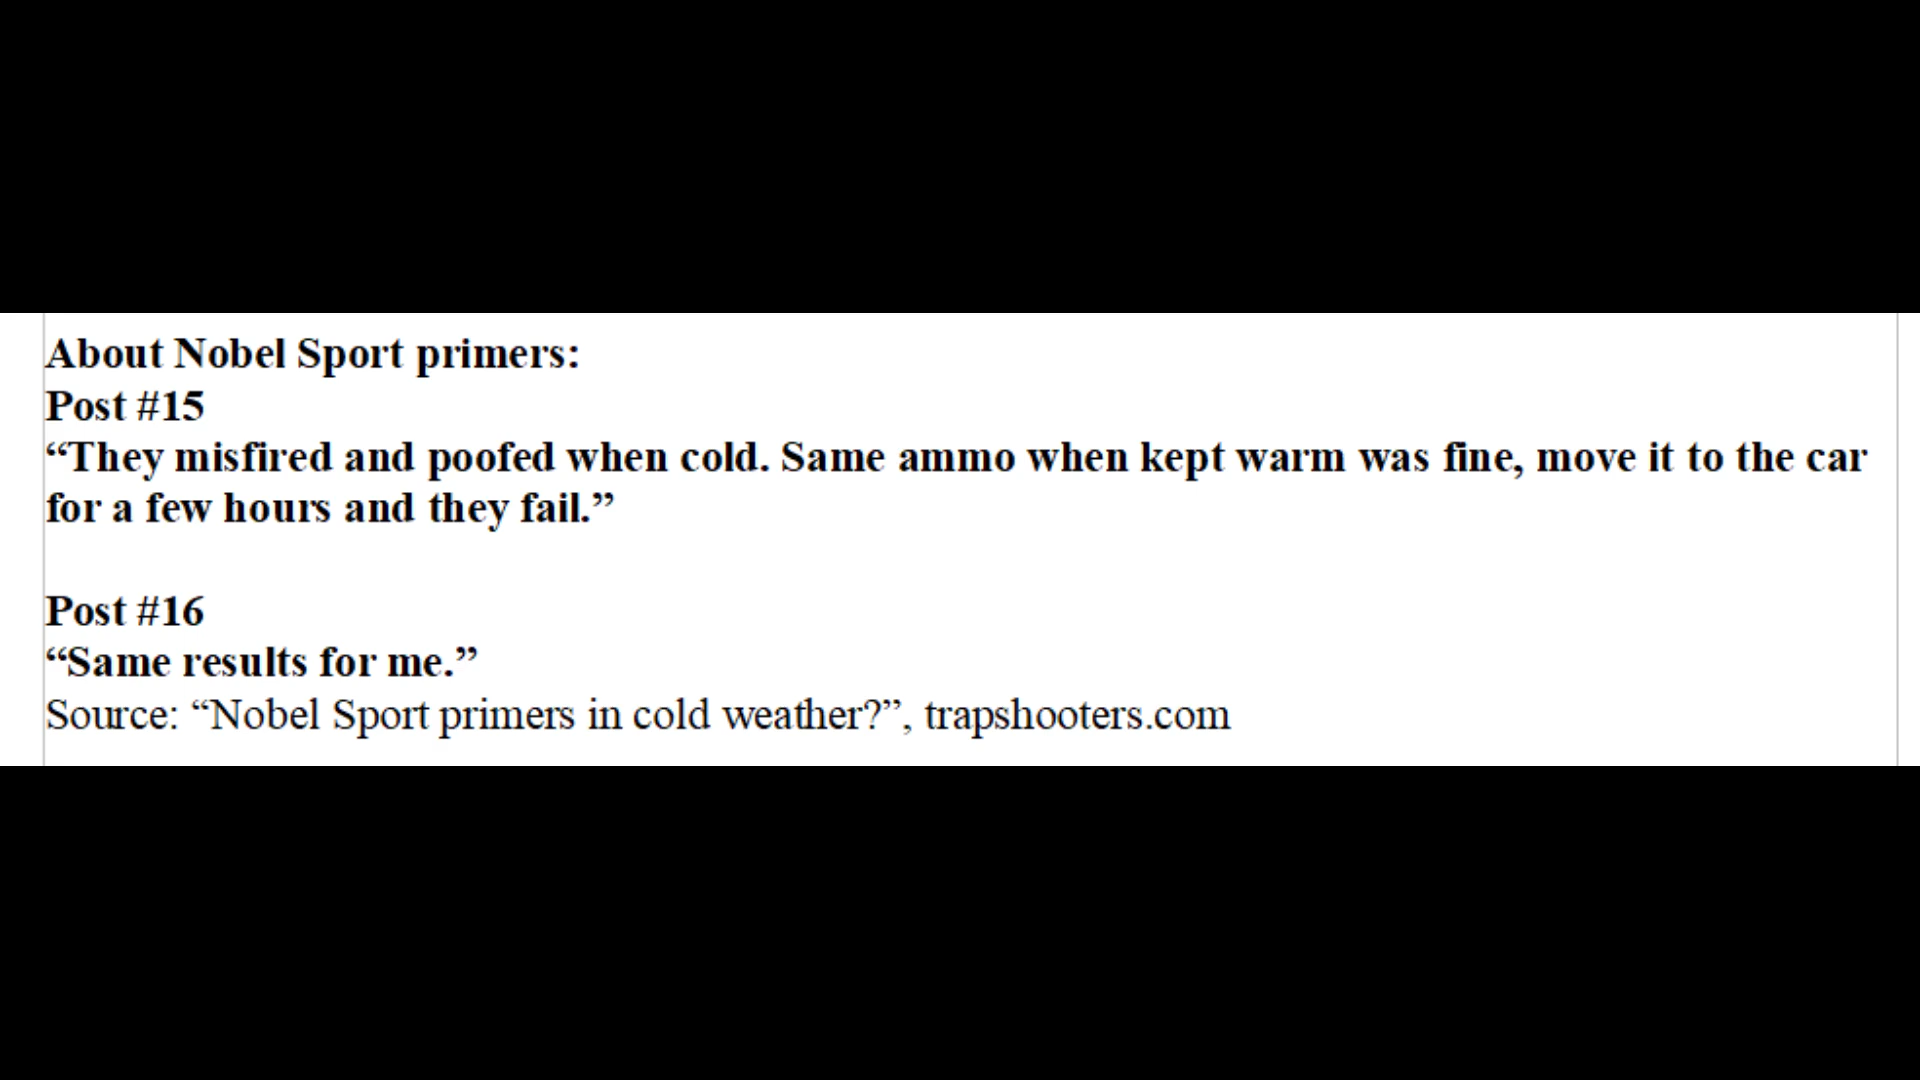 About Nobel Sport primers:
Post #15
“They misfired and poofed when cold. Same ammo when kept warm was fine, move it to the car
for a few hours and they fail.”
Post #16
“Same results for me.”
Source: “Nobel Sport primers in cold weather?”, trapshooters.com